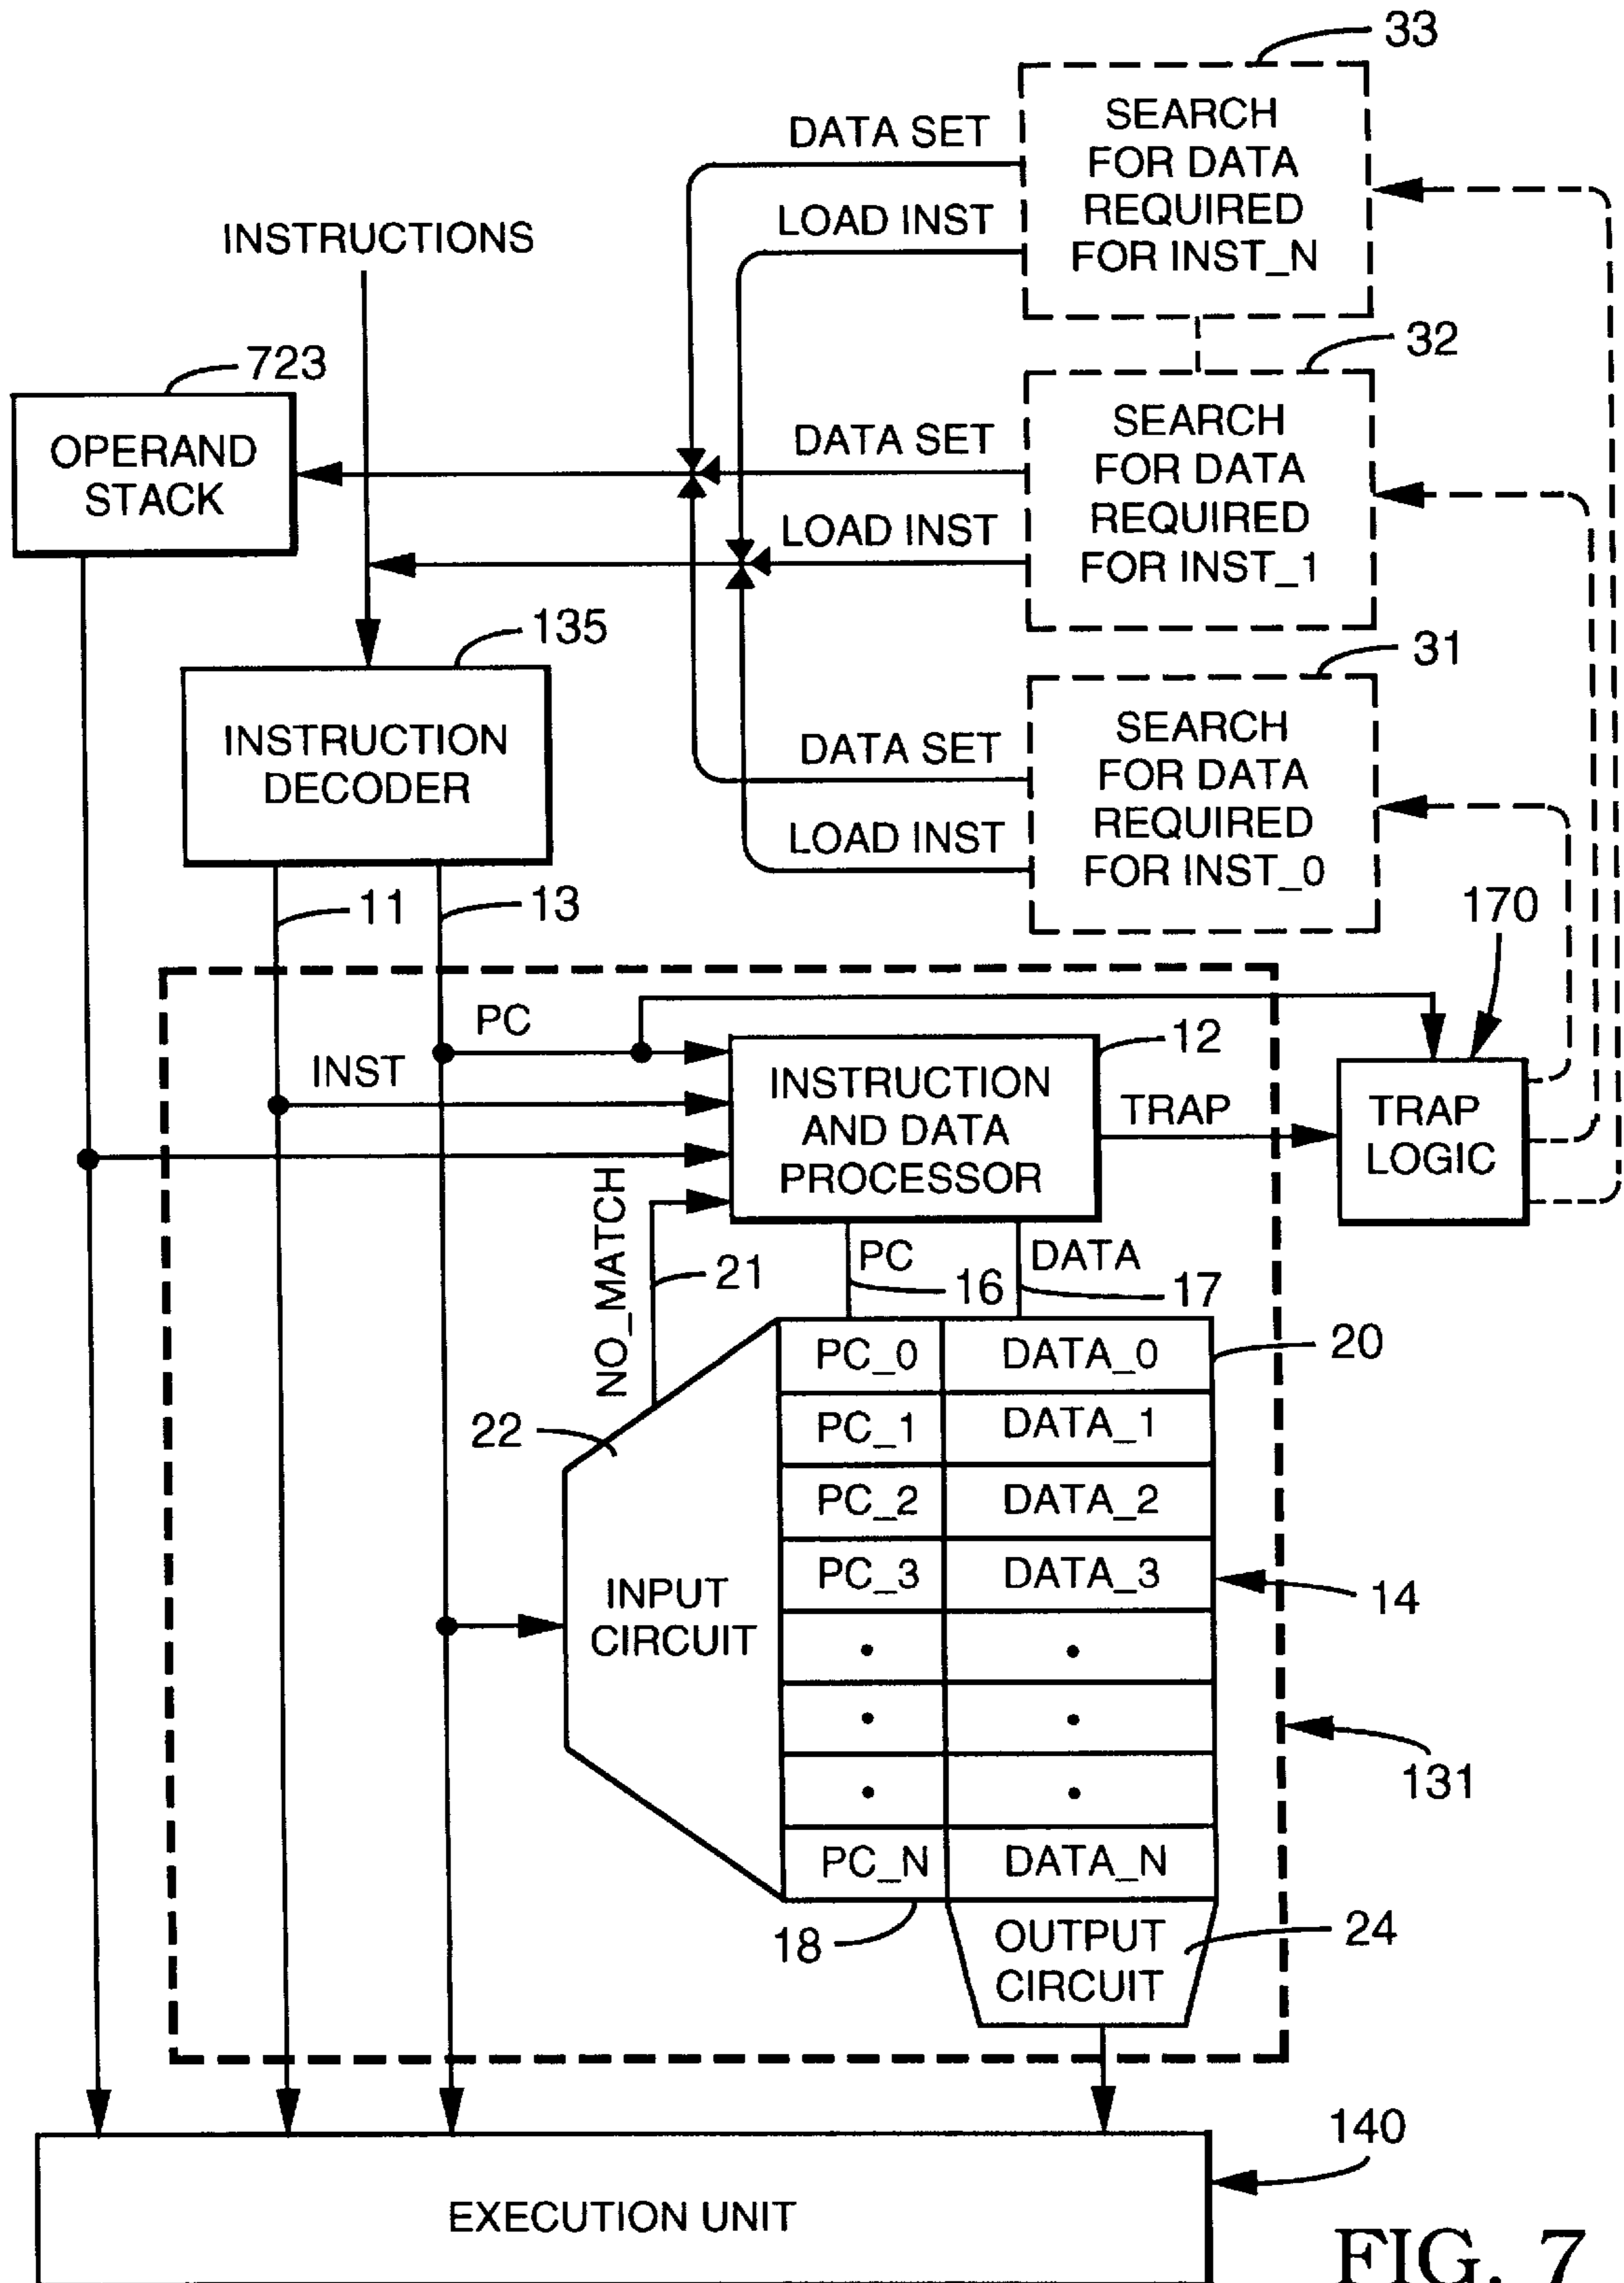 33
SEARCH
FOR DATA
REQUIRED
FOR INST_N
DATA SET
LOAD INST
INSTRUCTIONS
32
SEARCH
FOR DATA
REQUIRED
FOR INST_1
DATA SET
LOAD INST
723
OPERAND
STACK
135
INSTRUCTION
DECODER
31
SEARCH
FOR DATA
REQUIRED
FOR INST_0
DATA SET
LOAD INST
11
13
170
PC
INST
12
INSTRUCTION
AND DATA
PROCESSOR
TRAP
TRAP
LOGIC
NO_MATCH
21
PC
16
DATA
17
20
22
INPUT
CIRCUIT
PC_0 DATA_0
PC_1 DATA_1
PC_2 DATA_2
PC_3 DATA_3
14
131
PC_N DATA_N
18
OUTPUT
CIRCUIT
24
140
EXECUTION UNIT
FIG. 7